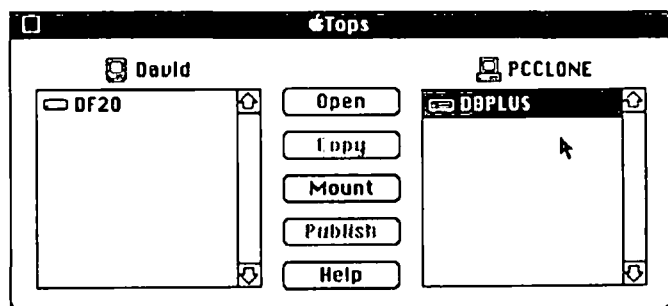 Tops
David
PCCLONE
DF20
DBPLUS
Open
Copy
Mount
Publish
Help